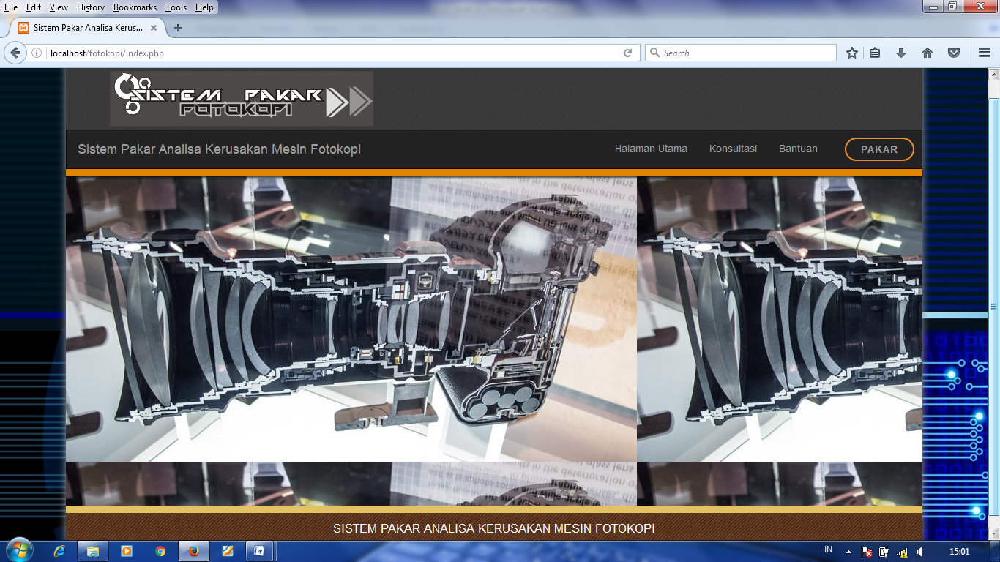 File Edit View History Bookmarks Tools Help
Sistem Pakar Analisa Kerus...
localhost/fotokopi/index.php
Search
SISTEM PAKAR
FOTOKOPI
Sistem Pakar Analisa Kerusakan Mesin Fotokopi
Halaman Utama Konsultasi Bantuan PAKAR
SISTEM PAKAR ANALISA KERUSAKAN MESIN FOTOKOPI
IN 15:01